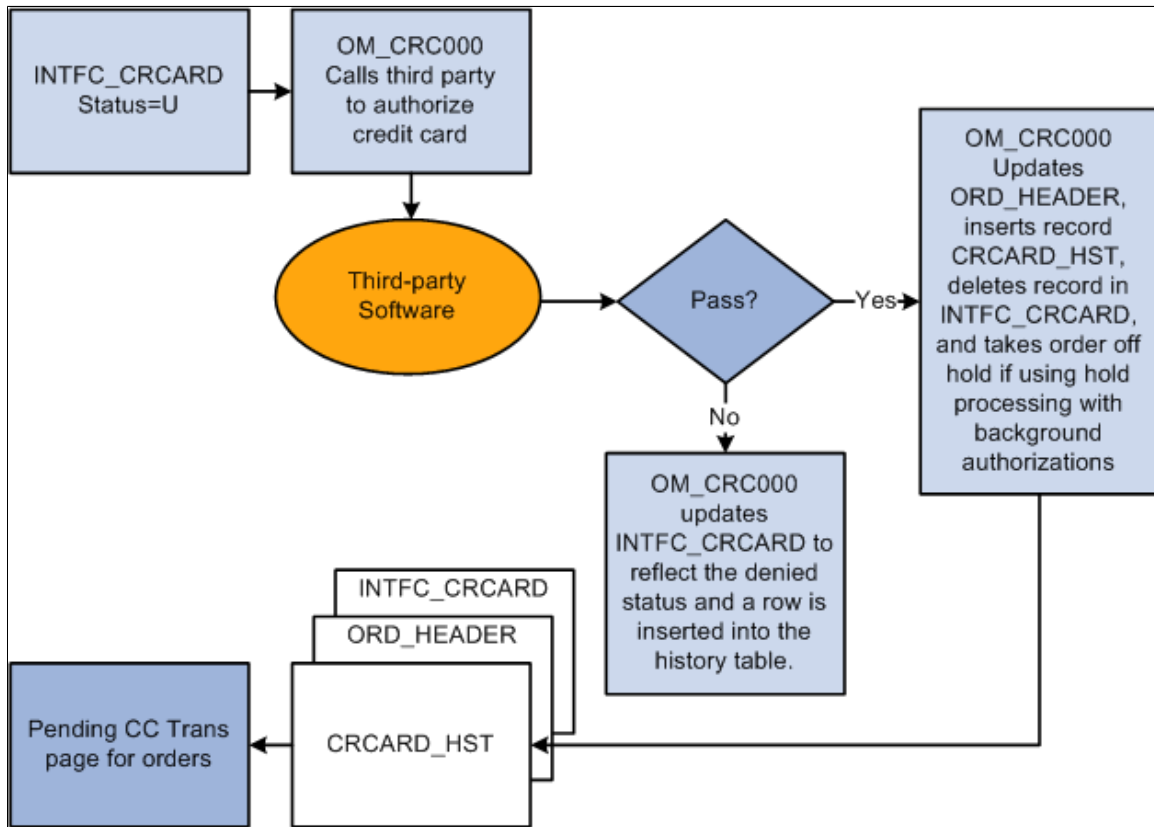 INTFC_CRCARD
Status=U
OM_CRC000
Calls third party
to authorize
credit card
Third-party
Software
Pass?
Yes
No
OM_CRC000
Updates
ORD_HEADER,
inserts record
CRCARD_HST,
deletes record in
INTFC_CRCARD,
and takes order off
hold if using hold
processing with
background
authorizations
OM_CRC000
updates
INTFC_CRCARD to
reflect the denied
status and a row is
inserted into the
history table.
INTFC_CRCARD
ORD_HEADER
CRCARD_HST
Pending CC Trans
page for orders